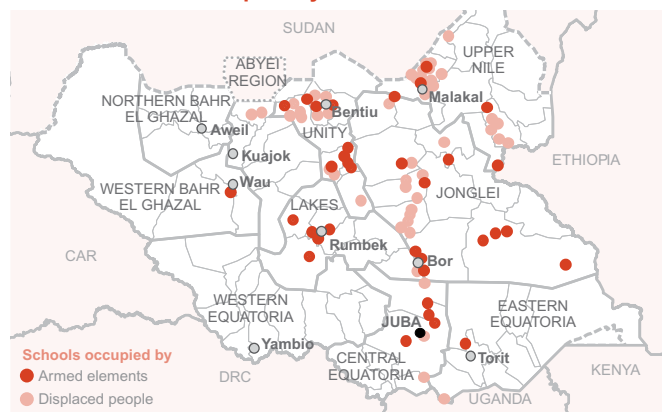 SUDAN
ABYEI
REGION
UPPER
NILE
NORTHERN BAHR
EL GHAZAL
Malakal
Bentiu
Aweil
UNITY
Kuajok
ETHIOPIA
WESTERN BAHR
EL GHAZAL
Wau
JONGLEI
LAKES
Rumbek
CAR
Bor
WESTERN
EQUATORIA
EASTERN
EQUATORIA
JUBA
Yambio
Schools occupied by
Armed elements
Displaced people
CENTRAL
EQUATORIA
Torit
DRC
KENYA
UGANDA